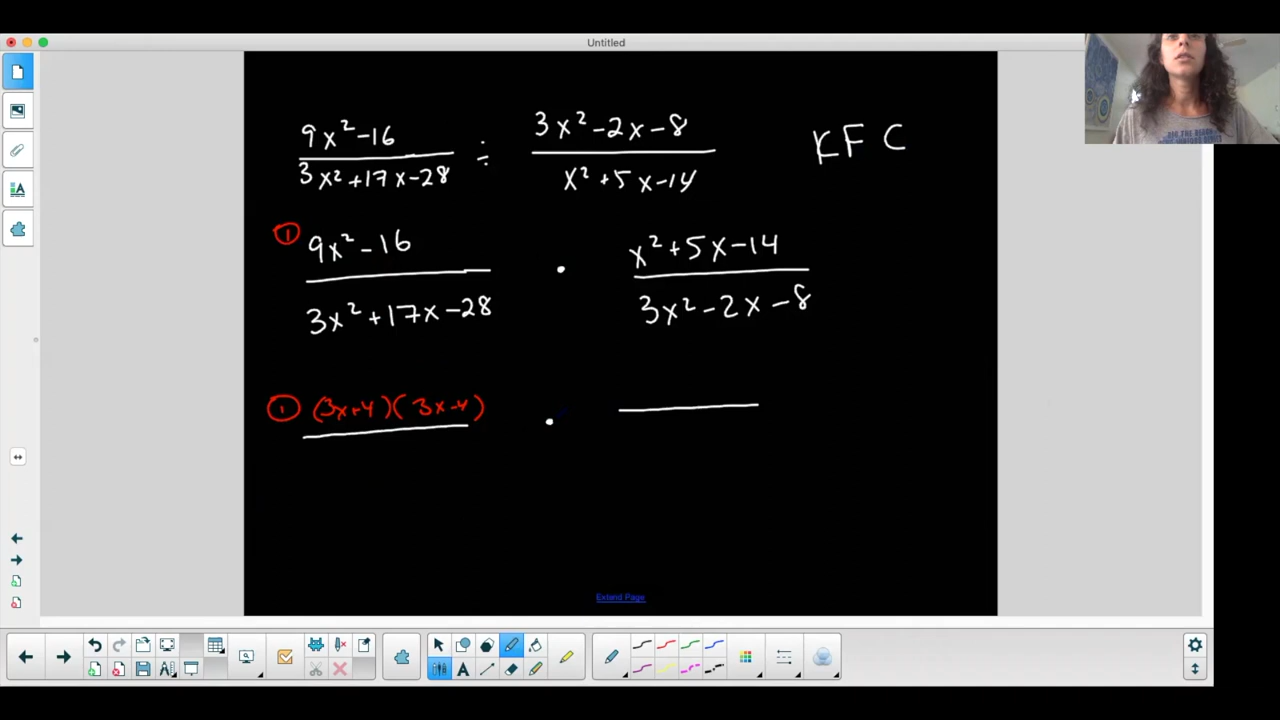 Untitled
9x²-16 ÷ 3x²-2x-8 KFC
3x²+17x-28 x²+5x-14
① 9x²-16 · x²+5x-14
3x²+17x-28 3x²-2x-8
① (3x+4)(3x-4) ·
Extend Page